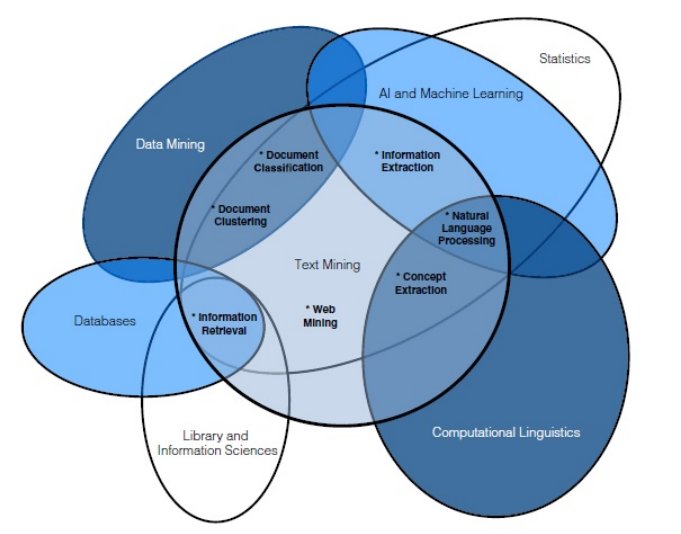 Statistics
AI and Machine Learning
Data Mining
* Document
Classification
* Information
Extraction
* Document
Clustering
* Natural
Language
Processing
Text Mining
* Concept
Extraction
* Web
Mining
Databases
* Information
Retrieval
Library and
Information Sciences
Computational Linguistics